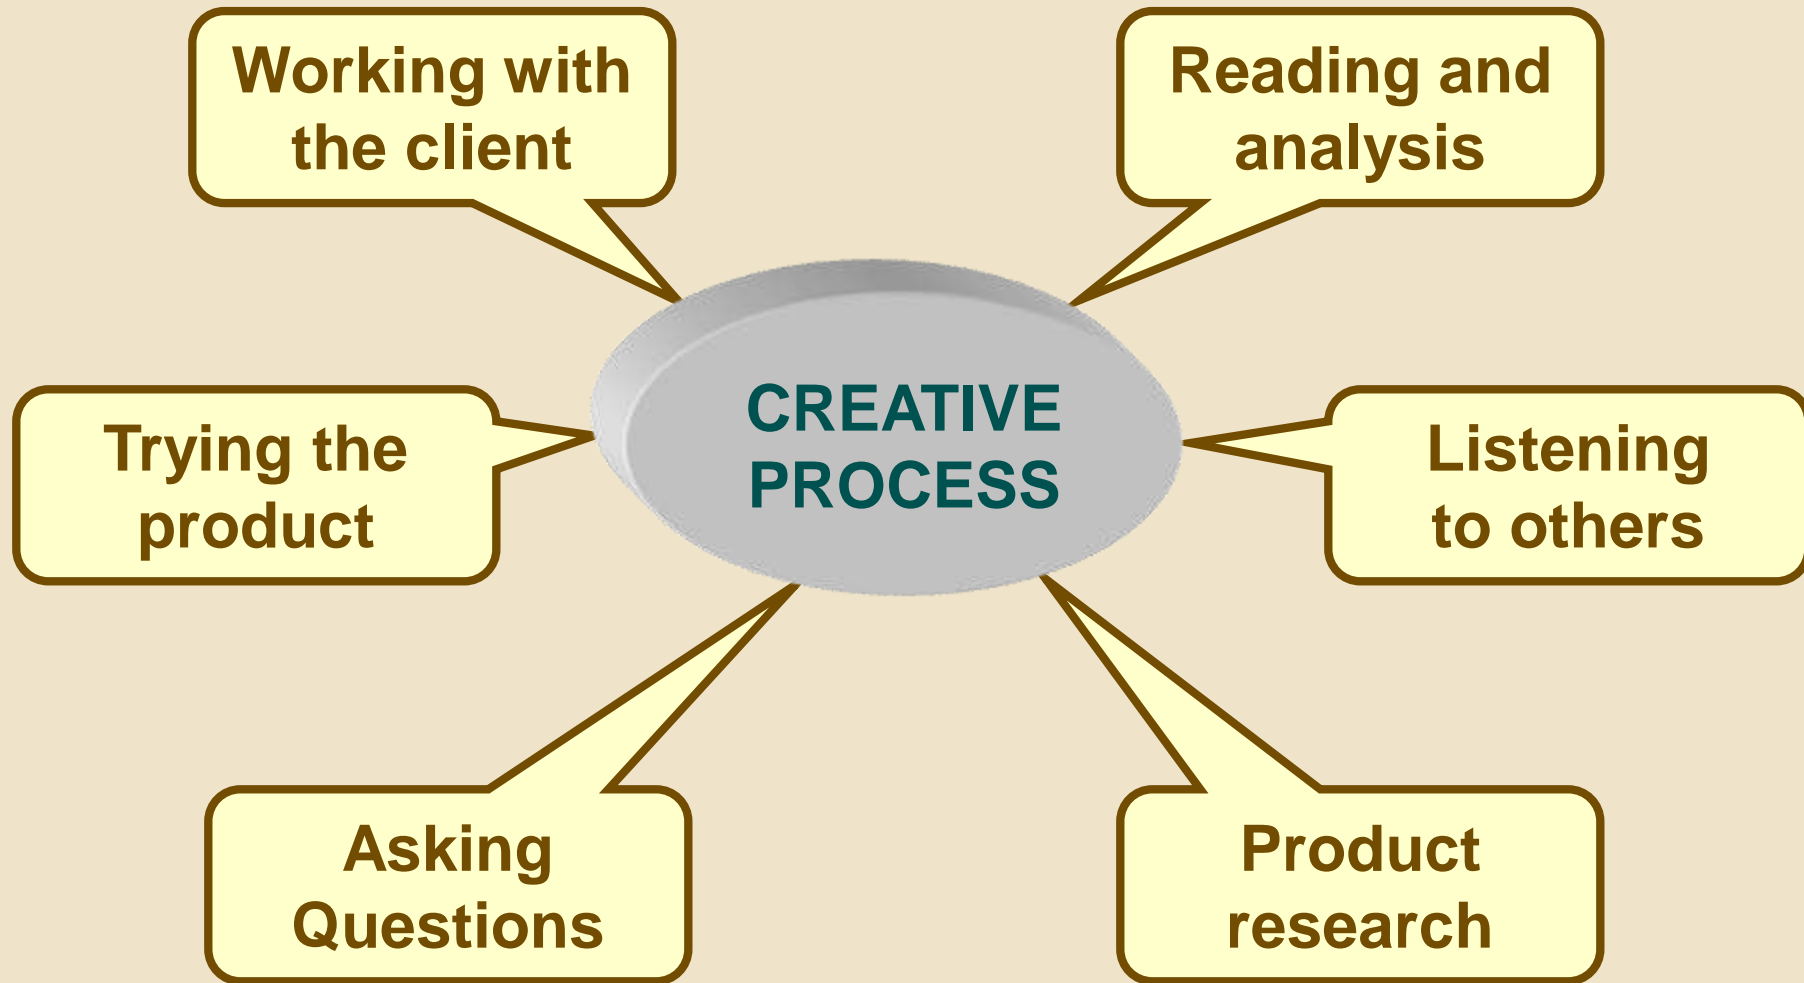 Working with
the client
Reading and
analysis
CREATIVE
PROCESS
Trying the
product
Listening
to others
Asking
Questions
Product
research